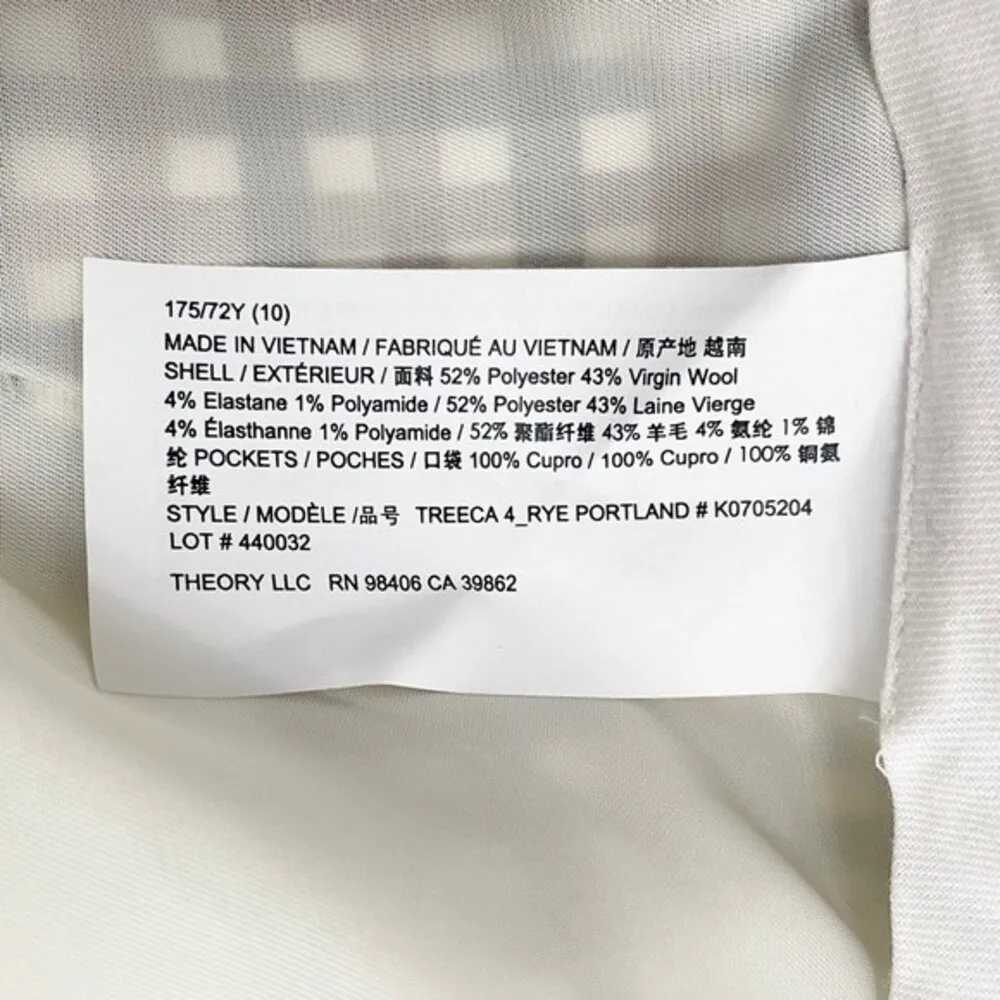 175/72Y (10)
MADE IN VIETNAM / FABRIQUÉ AU VIETNAM / 原产地 越南
SHELL / EXTÉRIEUR / 面料 52% Polyester 43% Virgin Wool
4% Elastane 1% Polyamide / 52% Polyester 43% Laine Vierge
4% Élasthanne 1% Polyamide / 52% 聚酯纤维 43% 羊毛 4% 氨纶 1% 锦
纶 POCKETS / POCHES / 口袋 100% Cupro / 100% Cupro / 100% 铜氨
纤维
STYLE / MODÈLE /品号 TREECA 4_RYE PORTLAND # K0705204
LOT # 440032
THEORY LLC RN 98406 CA 39862